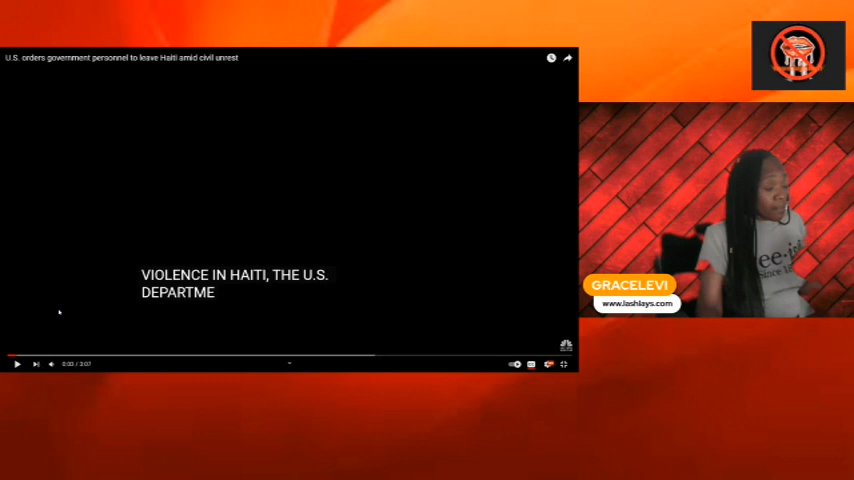 U.S. orders government personnel to leave Haiti amid civil unrest
VIOLENCE IN HAITI, THE U.S.
DEPARTME
0:03 / 3:07
GRACELEVI
www.lashlays.com